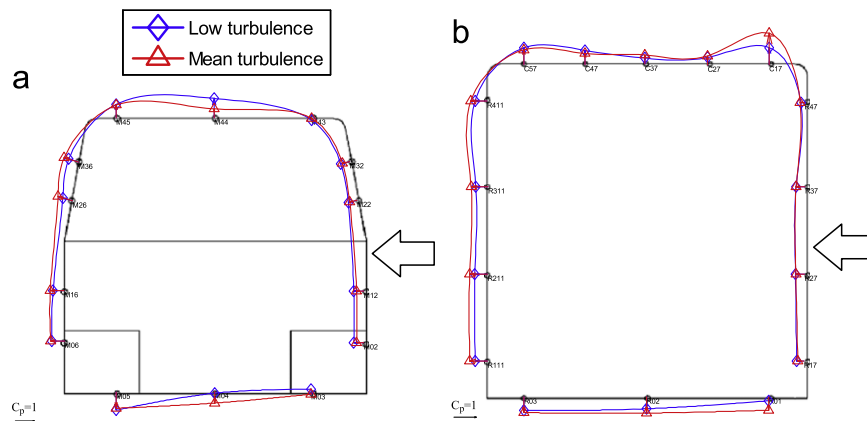 Low turbulence
Mean turbulence
a
M45
M44
M43
M36
M32
M26
M22
M16
M12
M06
M02
M05
M04
M03
Cp=1
b
C57
C47
C37
C27
C17
R411
R47
R311
R37
R211
R27
R111
R17
R03
R02
R01
Cp=1